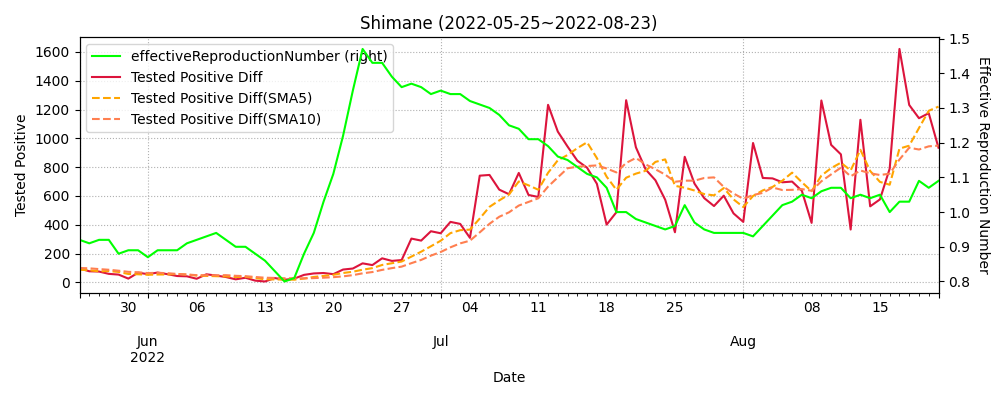 Shimane (2022-05-25~2022-08-23)
effectiveReproductionNumber (right)
Tested Positive Diff
Tested Positive Diff(SMA5)
Tested Positive Diff(SMA10)
Tested Positive
1600
1400
1200
1000
800
600
400
200
0
Effective Reproduction Number
1.5
1.4
1.3
1.2
1.1
1.0
0.9
0.8
30 06 13 20 27 04 11 18 25 08 15
Jun Jul Aug
2022
Date